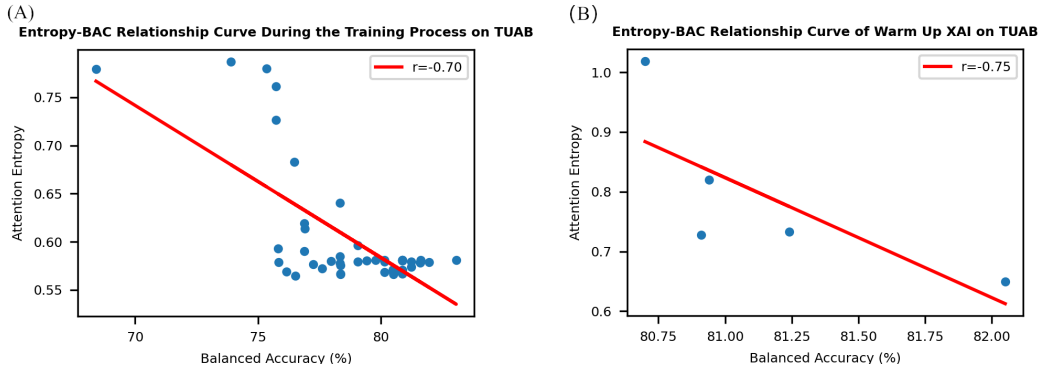 (A)
Entropy-BAC Relationship Curve During the Training Process on TUAB
r=-0.70
Attention Entropy
0.75
0.70
0.65
0.60
0.55
70
75
80
Balanced Accuracy (%)
(B)
Entropy-BAC Relationship Curve of Warm Up XAI on TUAB
r=-0.75
Attention Entropy
1.0
0.9
0.8
0.7
0.6
80.75
81.00
81.25
81.50
81.75
82.00
Balanced Accuracy (%)